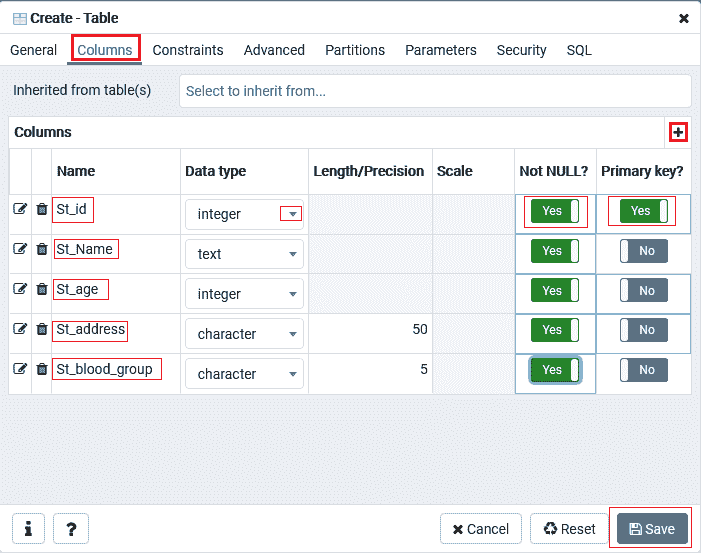 Create - Table
General Columns Constraints Advanced Partitions Parameters Security SQL
Inherited from table(s) Select to inherit from...
Columns
Name Data type Length/Precision Scale Not NULL? Primary key?
St_id integer Yes Yes
St_Name text Yes No
St_age integer Yes No
St_address character 50 Yes No
St_blood_group character 5 Yes No
i ? Cancel Reset Save